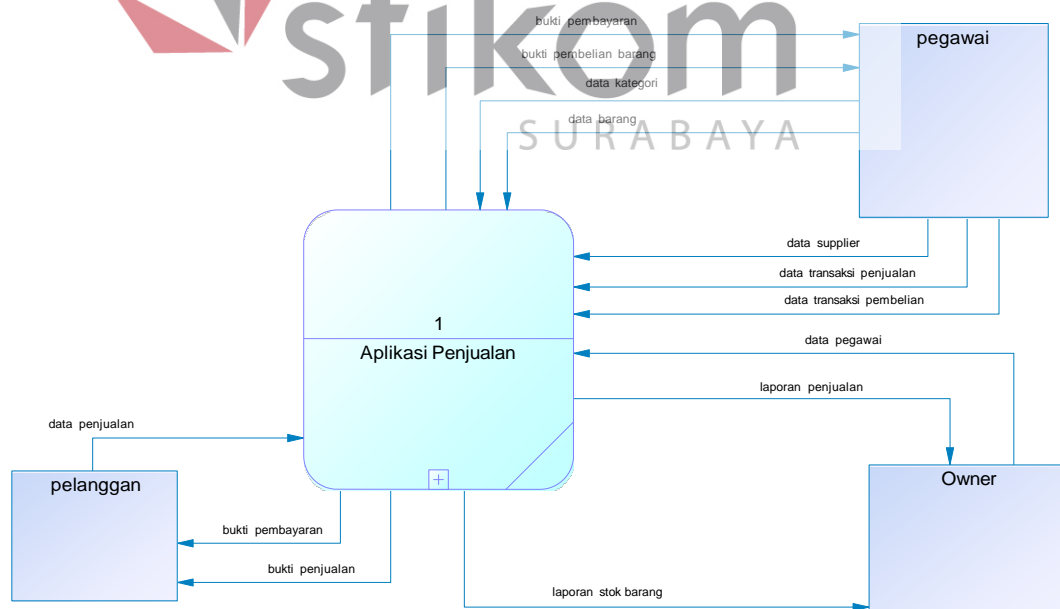 stikom
SURABAYA
bukti pembayaran
bukti pembelian barang
data kategori
data barang
pegawai
data supplier
data transaksi penjualan
data transaksi pembelian
data pegawai
laporan penjualan
1
Aplikasi Penjualan
data penjualan
pelanggan
bukti pembayaran
bukti penjualan
Owner
laporan stok barang